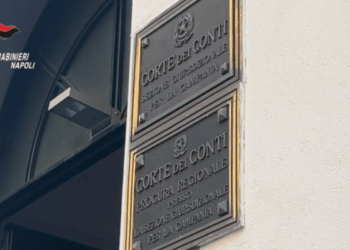 CARABINIERI
NAPOLI
CORTE DEI CONTI
SEZIONE GIURISDIZIONALE
PER LA CAMPANIA
CORTE DEI CONTI
PROCURA REGIONALE
PRESSO
LA SEZIONE GIURISDIZIONALE
PER LA CAMPANIA